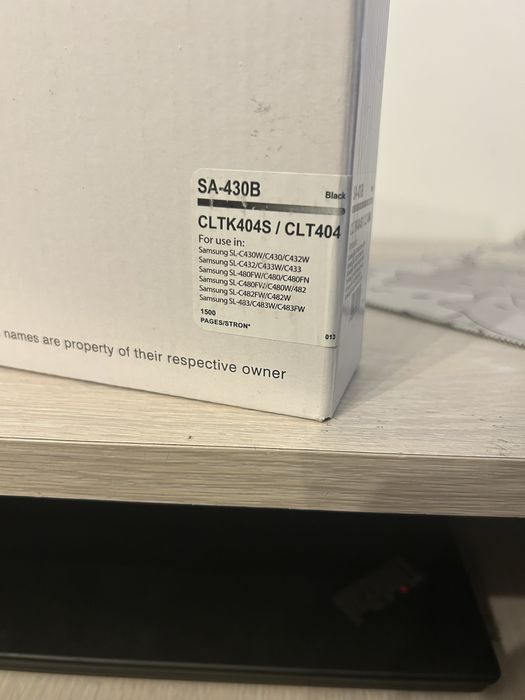 SA-430B
Black
CLTK404S / CLT404
For use in:
Samsung SL-C430W/C430/C432W
Samsung SL-C432/C433W/C433
Samsung SL-480FW/C480/C480FN
Samsung SL-C480FW/C480W/482
Samsung SL-C482FW/C482W
Samsung SL-483/C483W/C483FW
1500
PAGES/STRON*
013
names are property of their respective owner